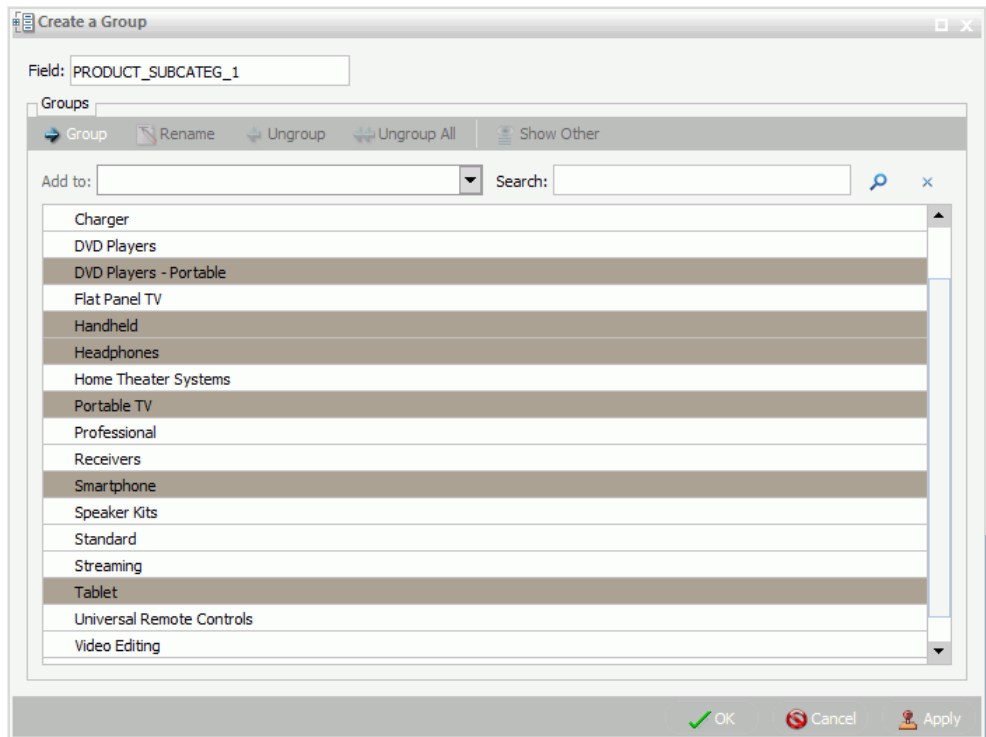 Create a Group
Field: PRODUCT_SUBCATEG_1
Groups
Group Rename Ungroup Ungroup All Show Other
Add to: Search:
Charger
DVD Players
DVD Players - Portable
Flat Panel TV
Handheld
Headphones
Home Theater Systems
Portable TV
Professional
Receivers
Smartphone
Speaker Kits
Standard
Streaming
Tablet
Universal Remote Controls
Video Editing
OK Cancel Apply